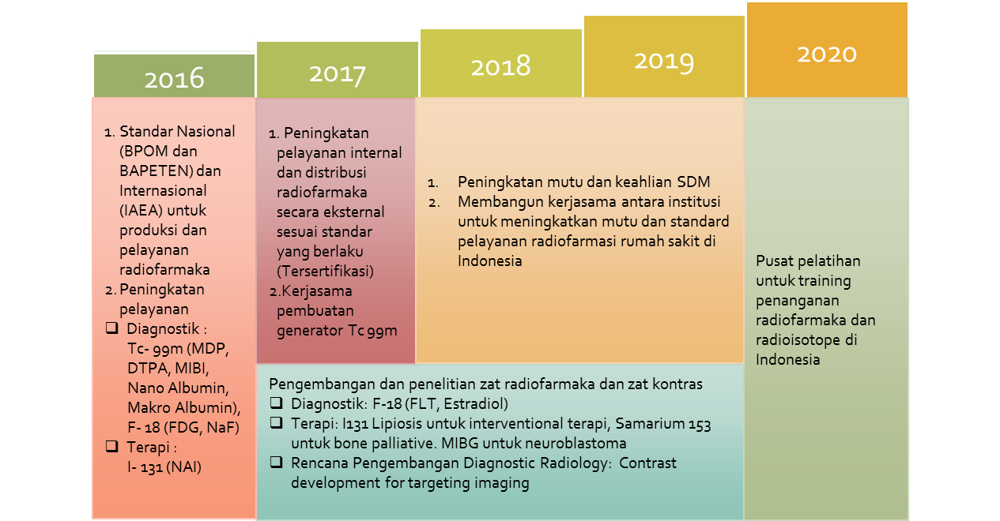 2016
2017
2018
2019
2020
1. Standar Nasional
(BPOM dan
BAPETEN) dan
Internasional
(IAEA) untuk
produksi dan
pelayanan
radiofarmaka
2. Peningkatan
pelayanan
❑ Diagnostik :
Tc- 99m (MDP,
DTPA, MIBI,
Nano Albumin,
Makro Albumin),
F- 18 (FDG, NaF)
❑ Terapi :
I- 131 (NAI)
1. Peningkatan
pelayanan internal
dan distribusi
radiofarmaka
secara eksternal
sesuai standar
yang berlaku
(Tersertifikasi)
2.Kerjasama
pembuatan
generator Tc 99m
1. Peningkatan mutu dan keahlian SDM
2. Membangun kerjasama antara institusi
untuk meningkatkan mutu dan standard
pelayanan radiofarmasi rumah sakit di
Indonesia
Pengembangan dan penelitian zat radiofarmaka dan zat kontras
❑ Diagnostik: F-18 (FLT, Estradiol)
❑ Terapi: I131 Lipiosis untuk interventional terapi, Samarium 153
untuk bone palliative. MIBG untuk neuroblastoma
❑ Rencana Pengembangan Diagnostic Radiology: Contrast
development for targeting imaging
Pusat pelatihan
untuk training
penanganan
radiofarmaka dan
radioisotope di
Indonesia